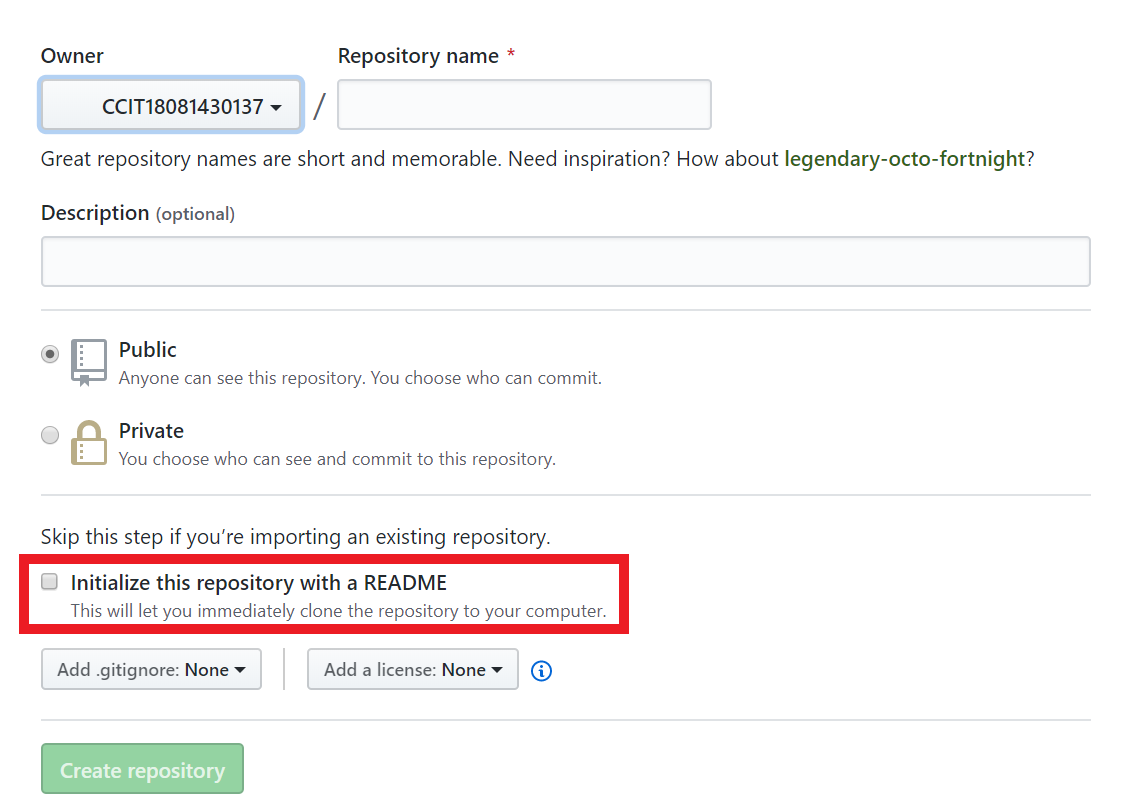 Owner
Repository name *
CCIT18081430137
/
Great repository names are short and memorable. Need inspiration? How about legendary-octo-fortnight?
Description (optional)
Public
Anyone can see this repository. You choose who can commit.
Private
You choose who can see and commit to this repository.
Skip this step if you’re importing an existing repository.
Initialize this repository with a README
This will let you immediately clone the repository to your computer.
Add .gitignore: None
Add a license: None
Create repository